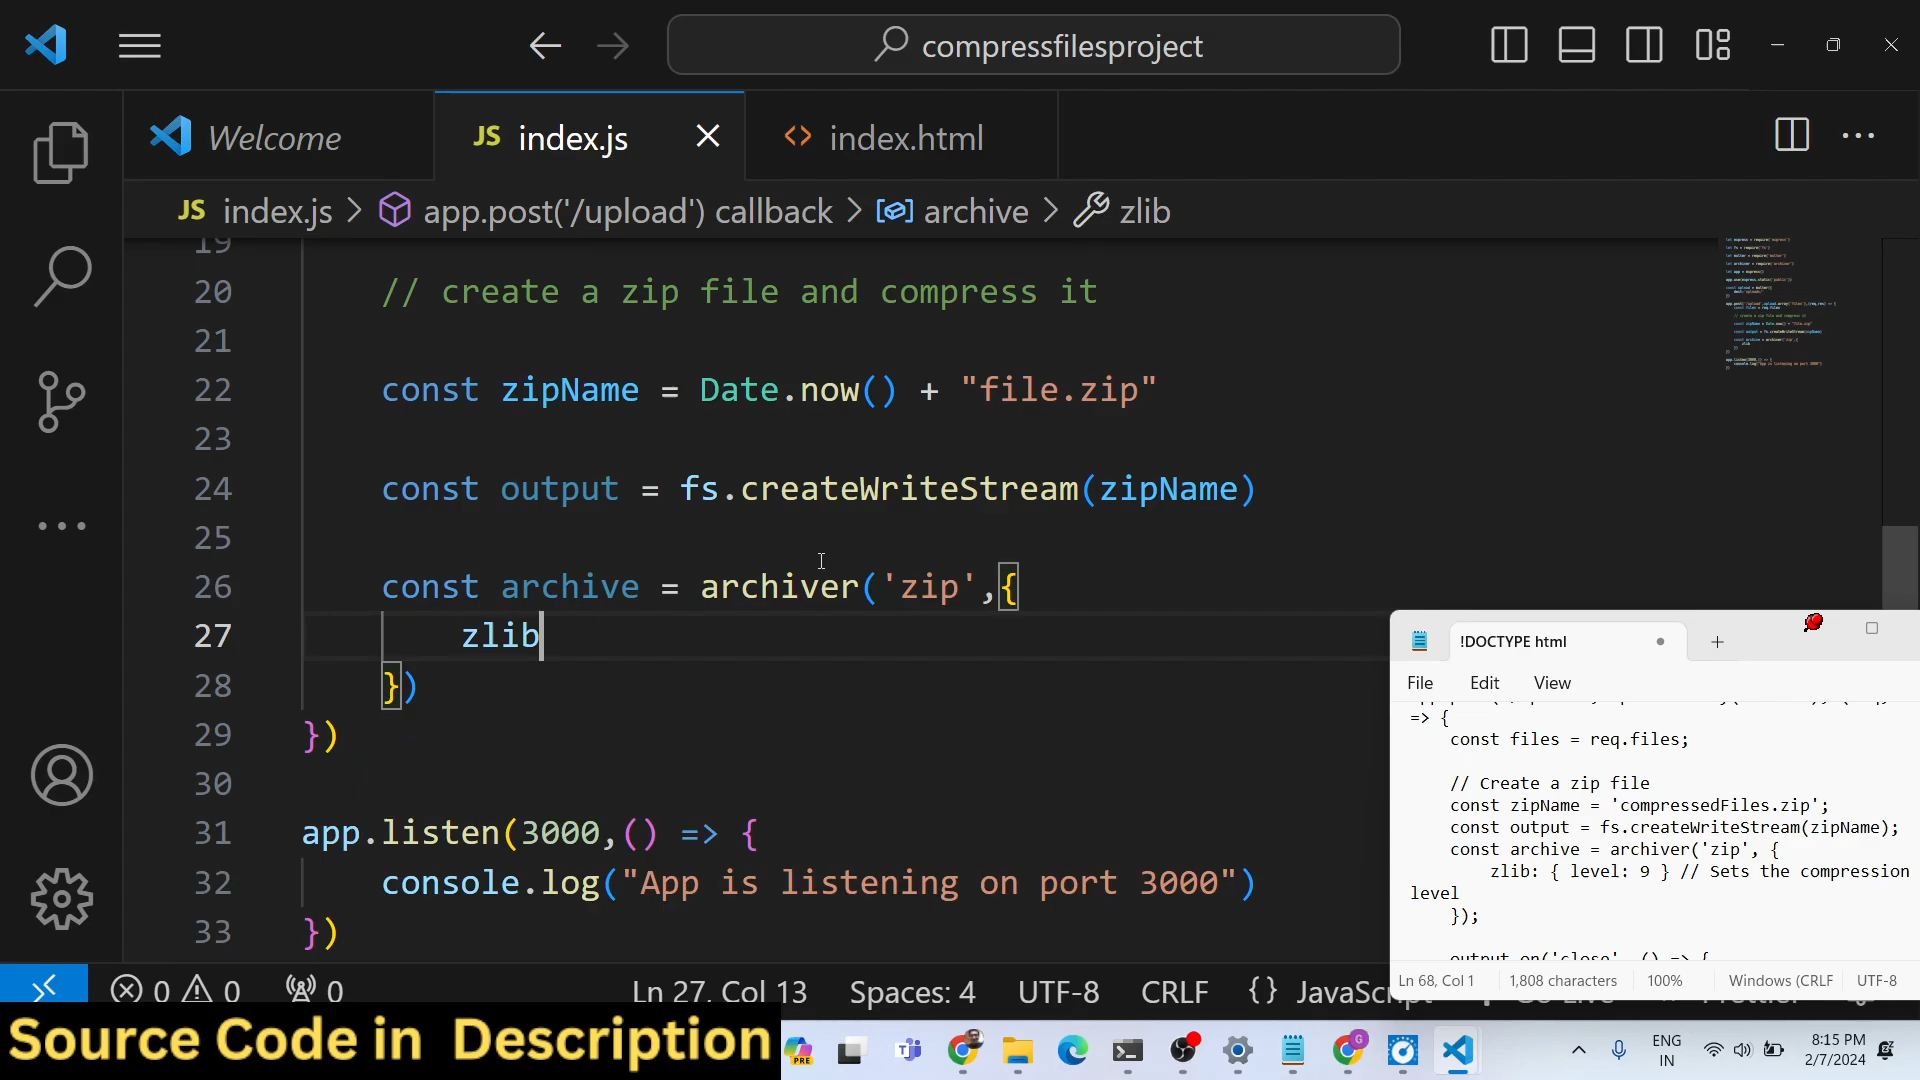 compressfilesproject
Welcome
JS index.js
<> index.html
JS index.js > app.post('/upload') callback > archive > zlib
19
20 // create a zip file and compress it
21
22 const zipName = Date.now() + "file.zip"
23
24 const output = fs.createWriteStream(zipName)
25
26 const archive = archiver('zip',{
27 zlib
28 })
29 })
30
31 app.listen(3000,() => {
32 console.log("App is listening on port 3000")
33 })
!DOCTYPE html
File Edit View
=> {
const files = req.files;
// Create a zip file
const zipName = 'compressedFiles.zip';
const output = fs.createWriteStream(zipName);
const archive = archiver('zip', {
zlib: { level: 9 } // Sets the compression
level
});
output.on('close', () => {
Ln 68, Col 1 1,808 characters 100% Windows (CRLF UTF-8
0 0 0 Ln 27, Col 13 Spaces: 4 UTF-8 CRLF {} JavaScript Go Live Prettier
Source Code in Description
PRE
ENG
IN
8:15 PM
2/7/2024